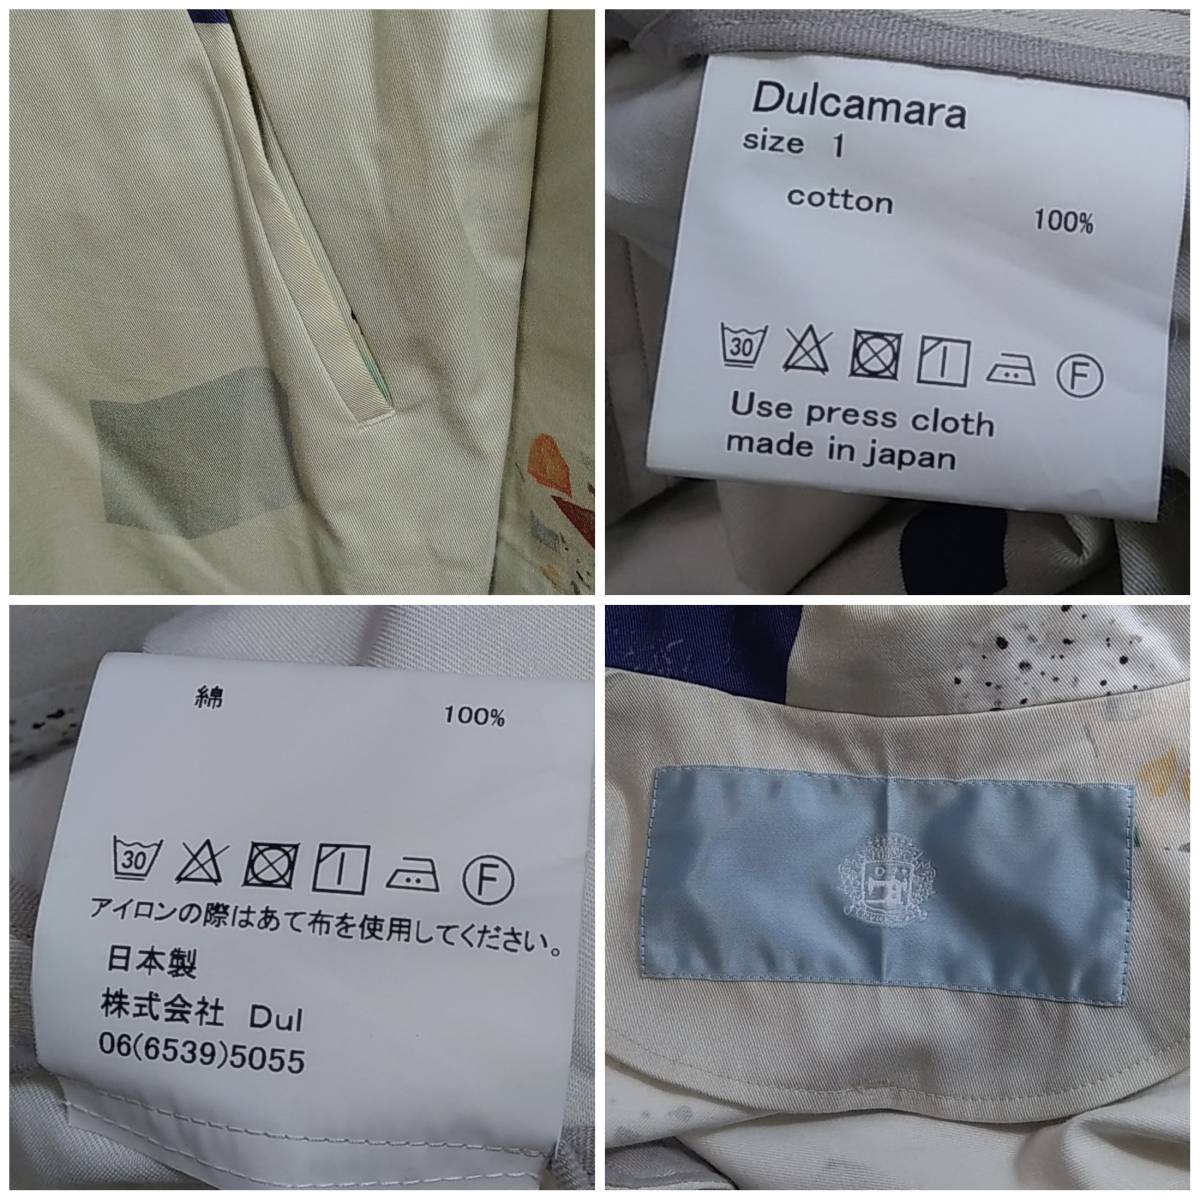 Dulcamara
size 1
cotton 100%
30 F
Use press cloth
made in japan
綿 100%
30 F
アイロンの際はあて布を使用してください。
日本製
株式会社 Dul
06(6539)5055